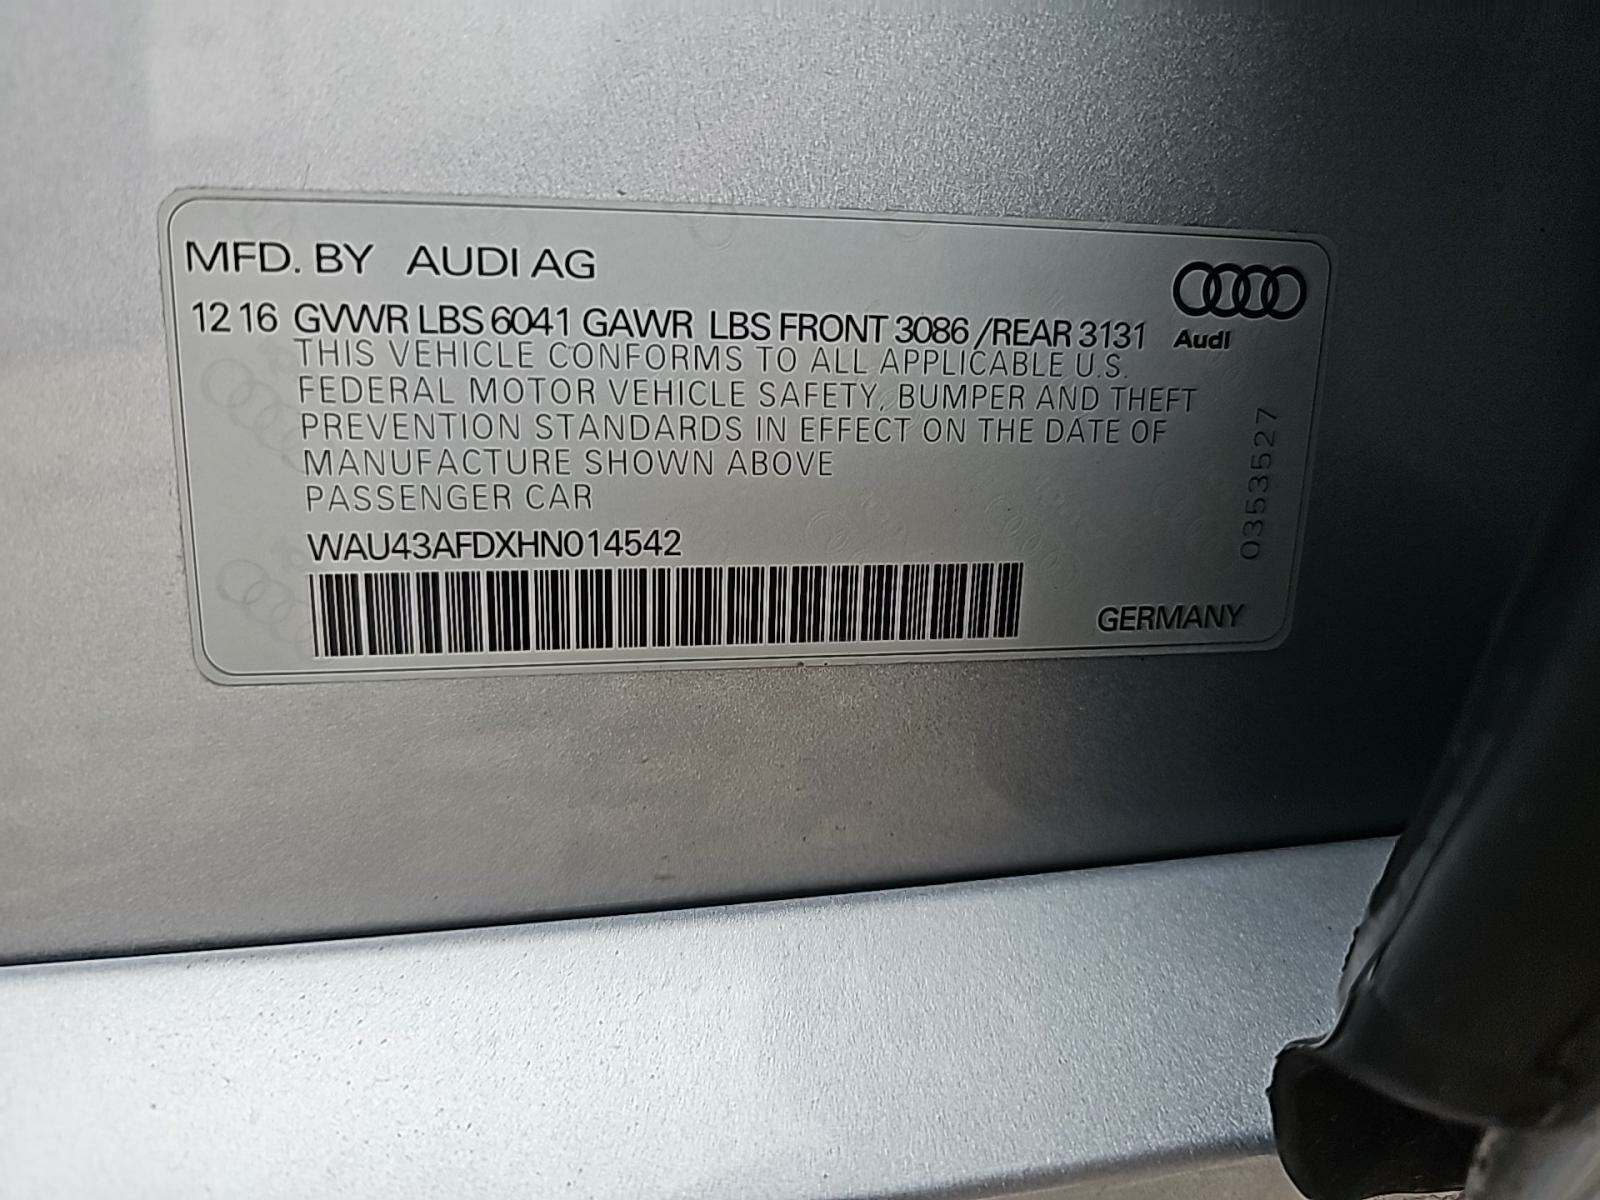 MFD. BY AUDI AG
12 16 GVWR LBS 6041 GAWR LBS FRONT 3086 /REAR 3131
Audi
THIS VEHICLE CONFORMS TO ALL APPLICABLE U.S.
FEDERAL MOTOR VEHICLE SAFETY, BUMPER AND THEFT
PREVENTION STANDARDS IN EFFECT ON THE DATE OF
MANUFACTURE SHOWN ABOVE
PASSENGER CAR
WAU43AFDXHN014542
0353527
GERMANY